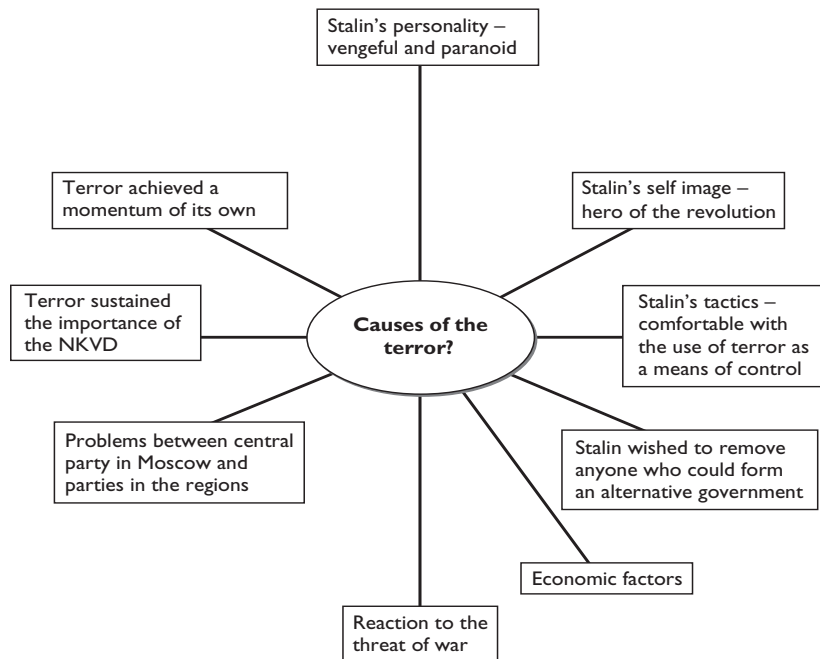 Stalin's personality –
vengeful and paranoid
Terror achieved a
momentum of its own
Stalin's self image –
hero of the revolution
Terror sustained
the importance of
the NKVD
Causes of the
terror?
Stalin's tactics –
comfortable with
the use of terror as
a means of control
Problems between central
party in Moscow and
parties in the regions
Stalin wished to remove
anyone who could form
an alternative government
Economic factors
Reaction to the
threat of war